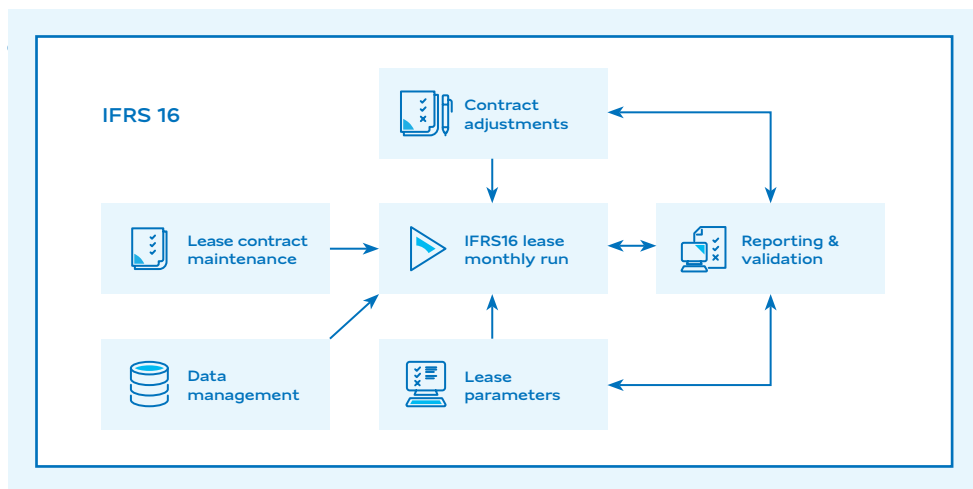 IFRS 16
Contract
adjustments
Lease contract
maintenance
IFRS16 lease
monthly run
Reporting &
validation
Data
management
Lease
parameters